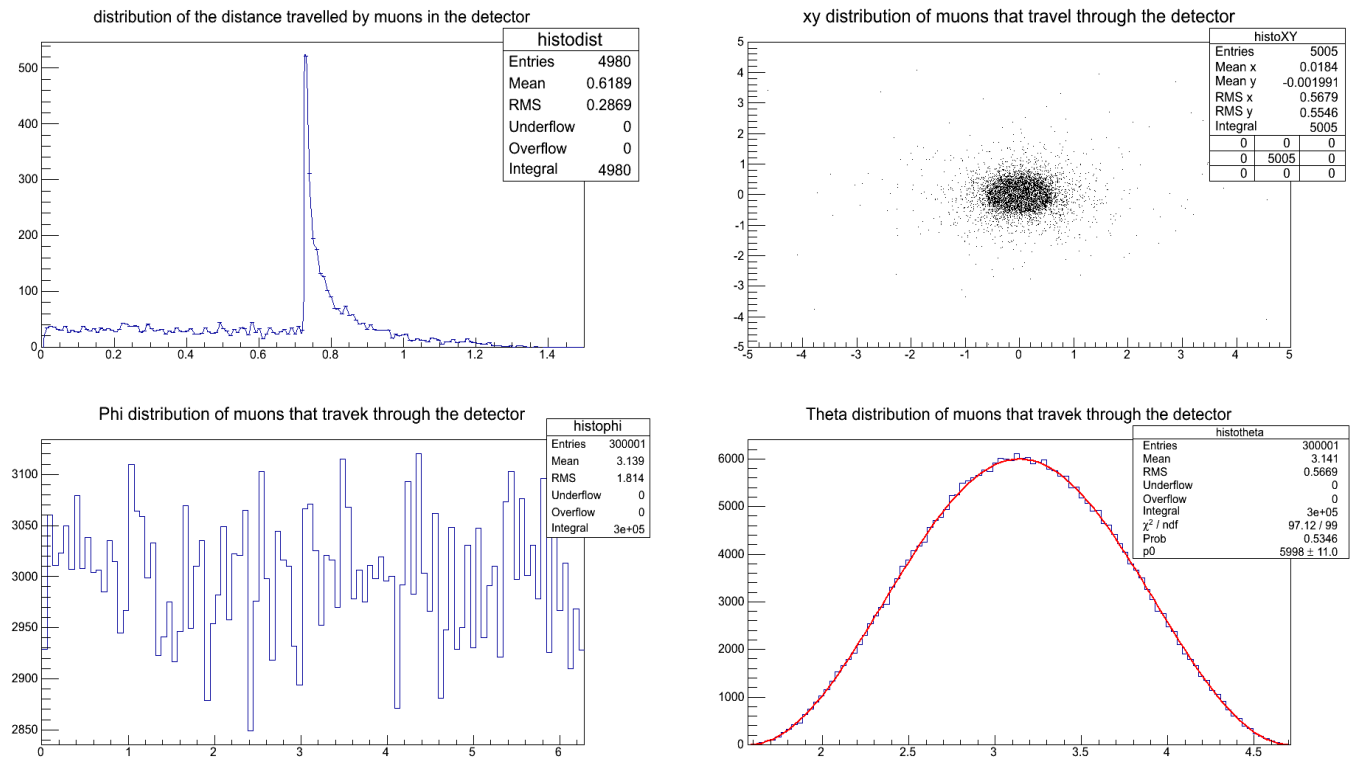 distribution of the distance travelled by muons in the detector
histodist
Entries 4980
Mean 0.6189
RMS 0.2869
Underflow 0
Overflow 0
Integral 4980
500
400
300
200
100
0
0 0.2 0.4 0.6 0.8 1 1.2 1.4
xy distribution of muons that travel through the detector
histoXY
Entries 5005
Mean x 0.0184
Mean y -0.001991
RMS x 0.5679
RMS y 0.5546
Integral 5005
0 0 0
0 5005 0
0 0 0
5
4
3
2
1
0
-1
-2
-3
-4
-5
-5 -4 -3 -2 -1 0 1 2 3 4 5
Phi distribution of muons that travek through the detector
histophi
Entries 300001
Mean 3.139
RMS 1.814
Underflow 0
Overflow 0
Integral 3e+05
3100
3050
3000
2950
2900
2850
0 1 2 3 4 5 6
Theta distribution of muons that travek through the detector
histotheta
Entries 300001
Mean 3.141
RMS 0.5669
Underflow 0
Overflow 0
Integral 3e+05
χ² / ndf 97.12 / 99
Prob 0.5346
p0 5998 ± 11.0
6000
5000
4000
3000
2000
1000
0
2 2.5 3 3.5 4 4.5